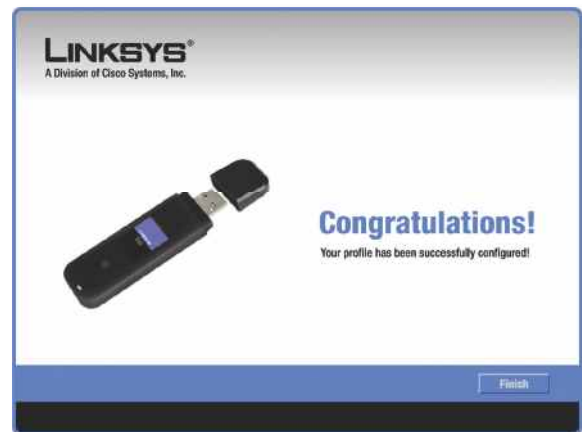 LINKSYS®
A Division of Cisco Systems, Inc.
Congratulations!
Your profile has been successfully configured!
Finish